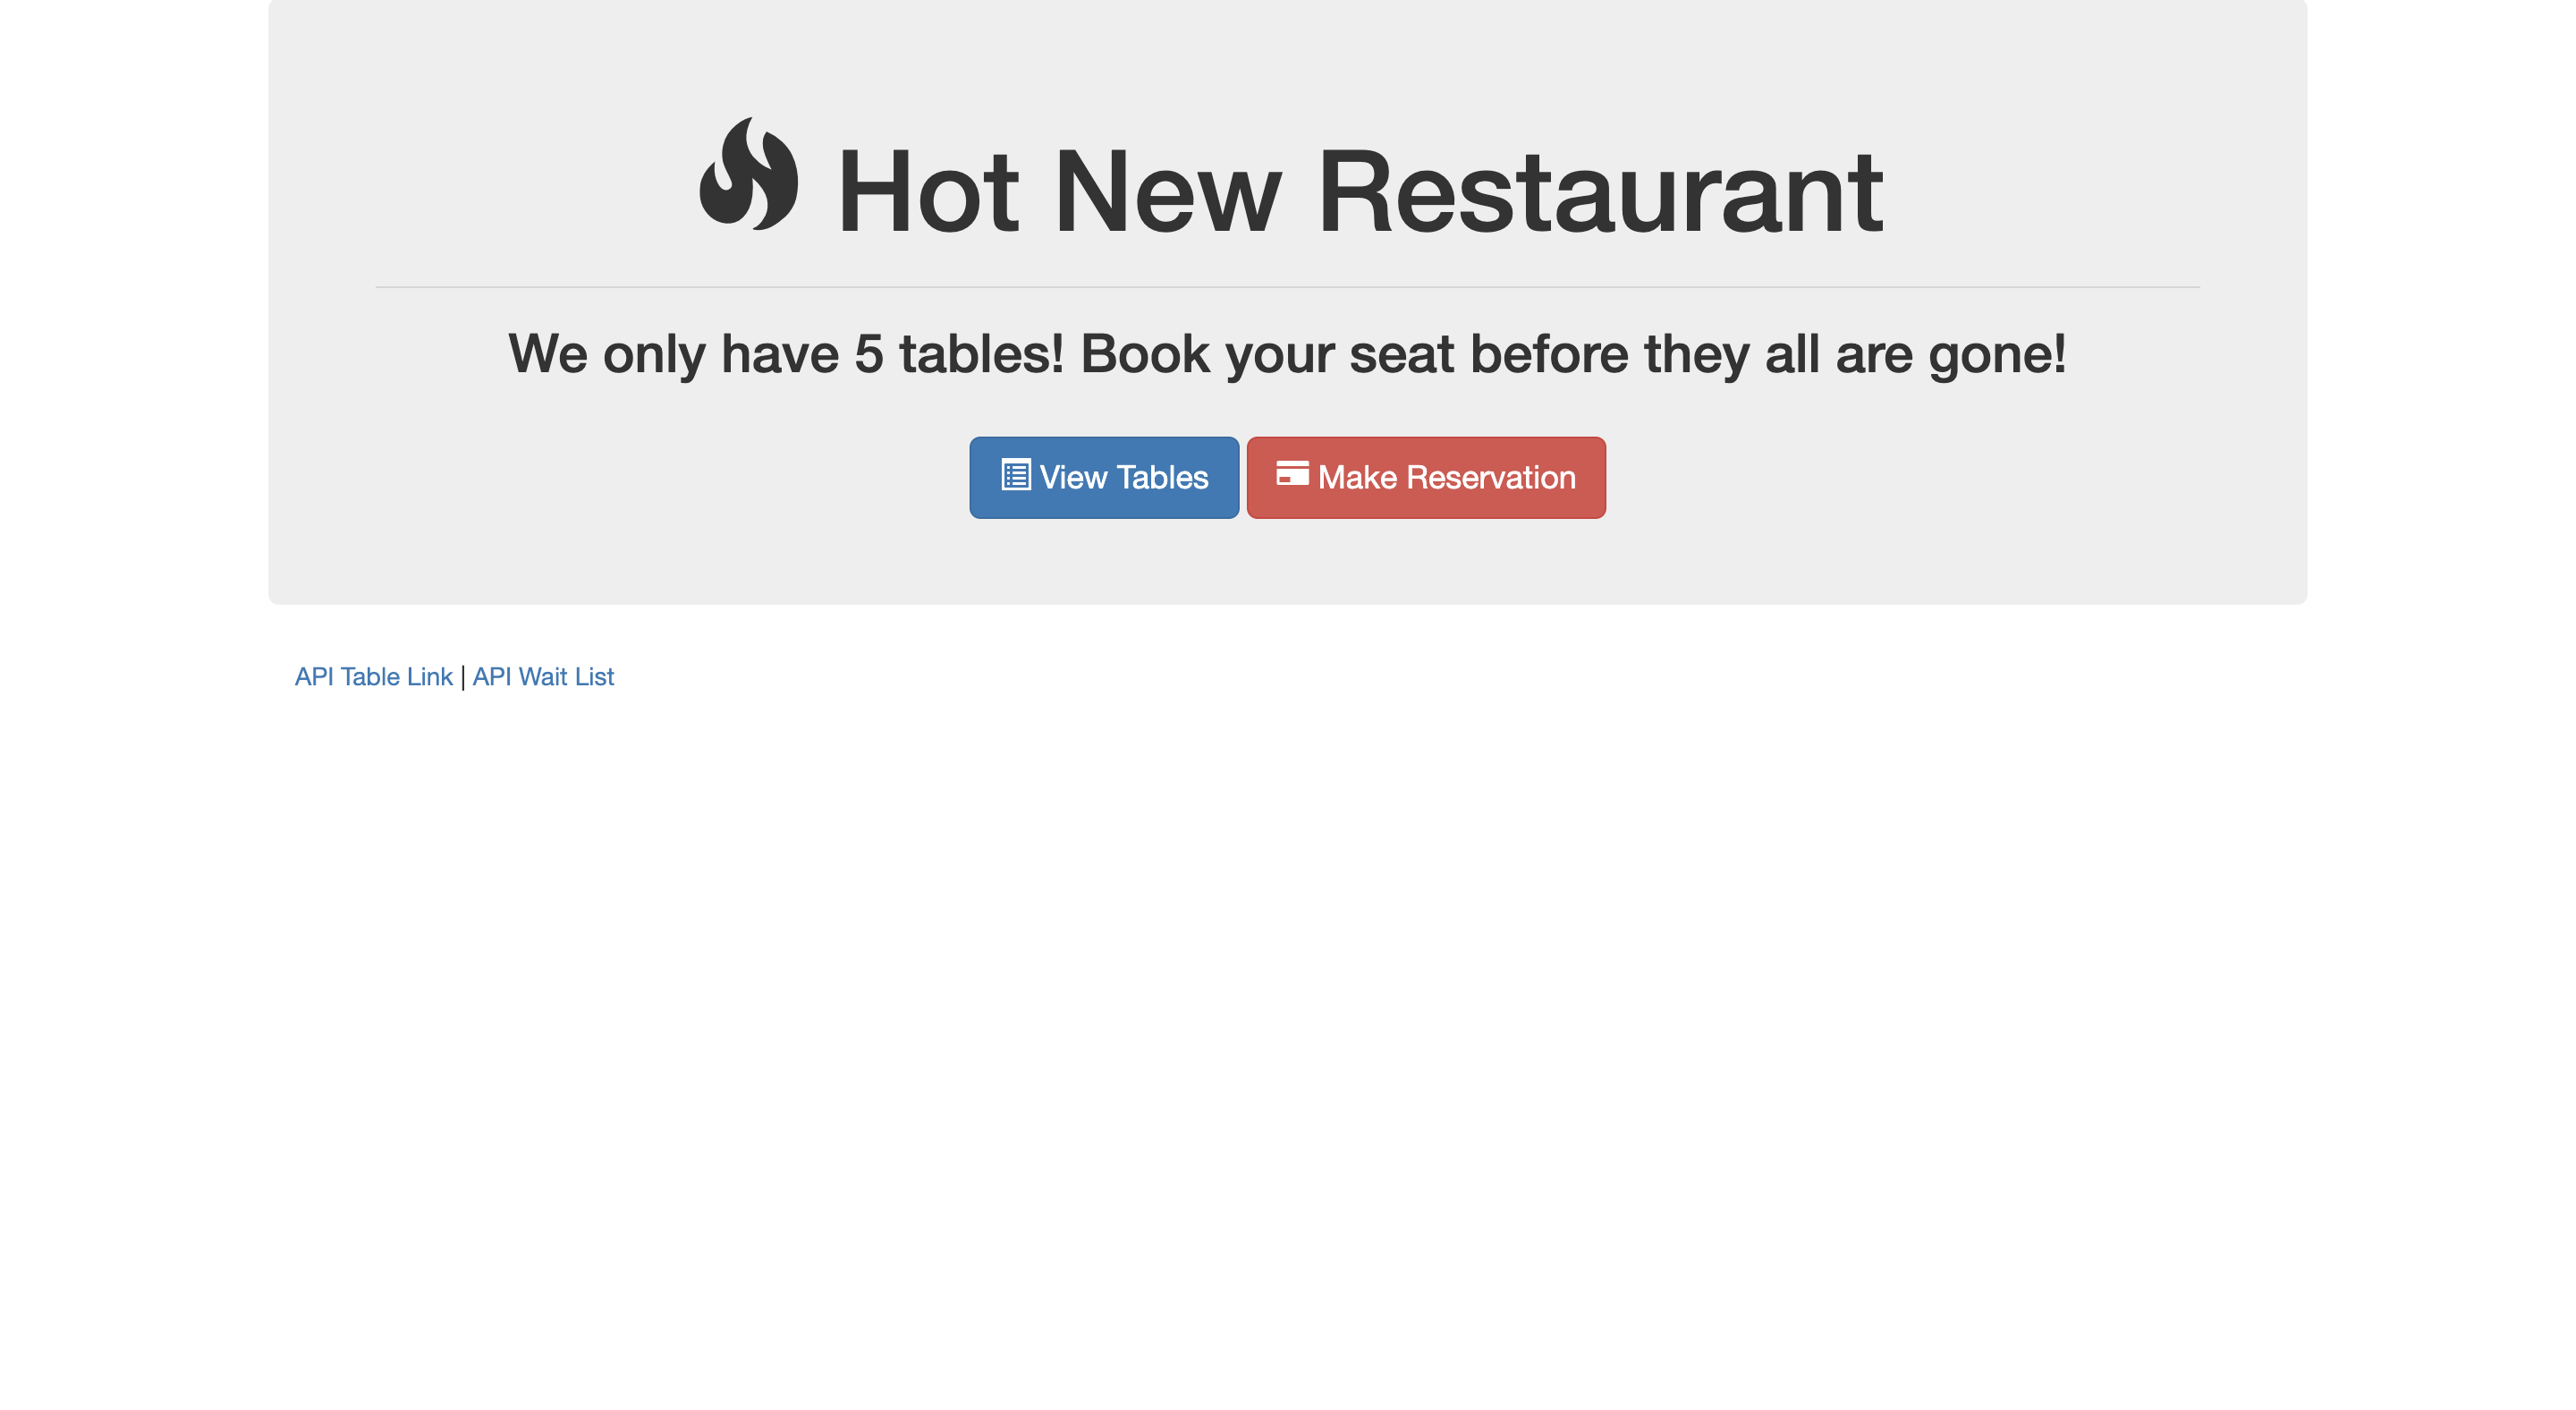 Hot New Restaurant
We only have 5 tables! Book your seat before they all are gone!
View Tables Make Reservation
API Table Link | API Wait List